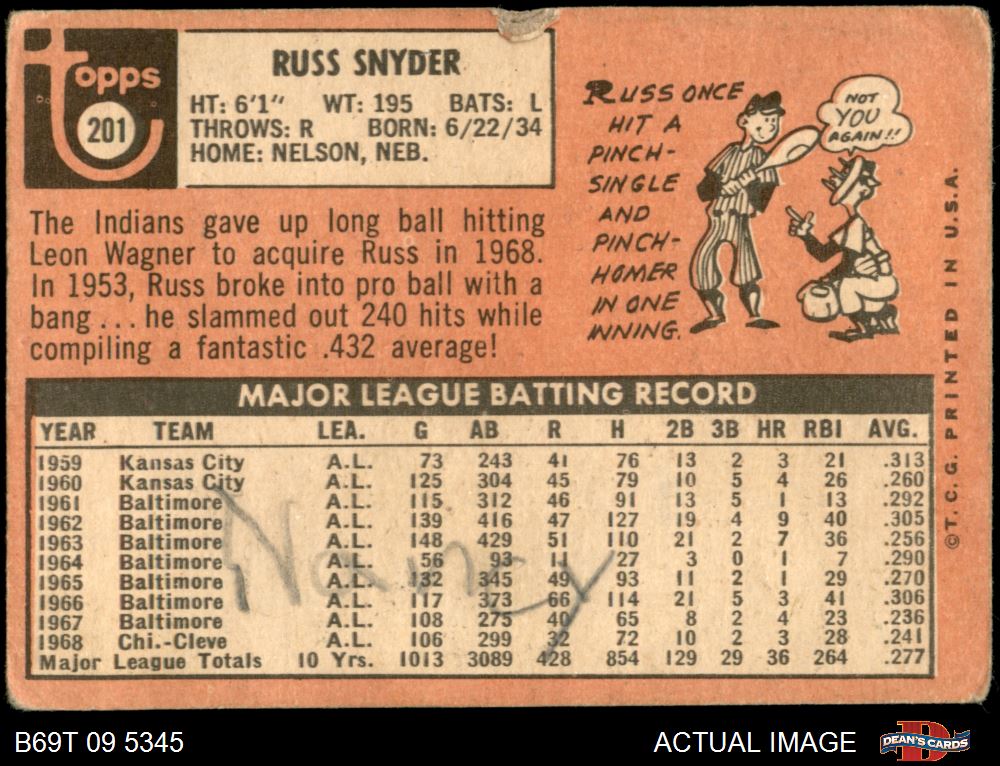 Topps
201
RUSS SNYDER
HT: 6'1" WT: 195 BATS: L
THROWS: R BORN: 6/22/34
HOME: NELSON, NEB.
The Indians gave up long ball hitting
Leon Wagner to acquire Russ in 1968.
In 1953, Russ broke into pro ball with a
bang... he slammed out 240 hits while
compiling a fantastic .432 average!
RUSS ONCE
HIT A
PINCH-
SINGLE
AND
PINCH-
HOMER
IN ONE
INNING.
NOT
YOU
AGAIN!!
©T.C.G. PRINTED IN U.S.A.
MAJOR LEAGUE BATTING RECORD
YEAR TEAM LEA. G AB R H 2B 3B HR RBI AVG.
1959 Kansas City A.L. 73 243 41 76 13 2 3 21 .313
1960 Kansas City A.L. 125 304 45 79 10 5 4 26 .260
1961 Baltimore A.L. 115 312 46 91 13 5 1 13 .292
1962 Baltimore A.L. 139 416 47 127 19 4 9 40 .305
1963 Baltimore A.L. 148 429 51 110 21 2 7 36 .256
1964 Baltimore A.L. 56 93 11 27 3 0 1 7 .290
1965 Baltimore A.L. 132 345 49 93 11 2 1 29 .270
1966 Baltimore A.L. 117 373 66 114 21 5 3 41 .306
1967 Baltimore A.L. 108 275 40 65 8 2 4 23 .236
1968 Chi.-Cleve A.L. 106 299 32 72 10 2 3 28 .241
Major League Totals 10 Yrs. 1013 3089 428 854 129 29 36 264 .277
B69T 09 5345
ACTUAL IMAGE
DEAN'S CARDS